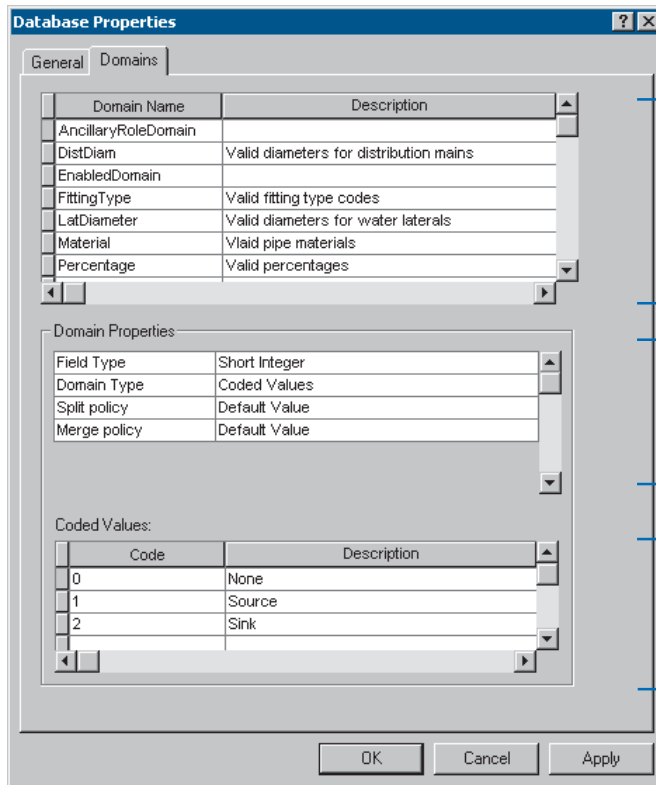 Database Properties
General Domains
Domain Name Description
AncillaryRoleDomain
DistDiam Valid diameters for distribution mains
EnabledDomain
FittingType Valid fitting type codes
LatDiameter Valid diameters for water laterals
Material Vlaid pipe materials
Percentage Valid percentages
Domain Properties
Field Type Short Integer
Domain Type Coded Values
Split policy Default Value
Merge policy Default Value
Coded Values:
Code Description
0 None
1 Source
2 Sink
OK Cancel Apply